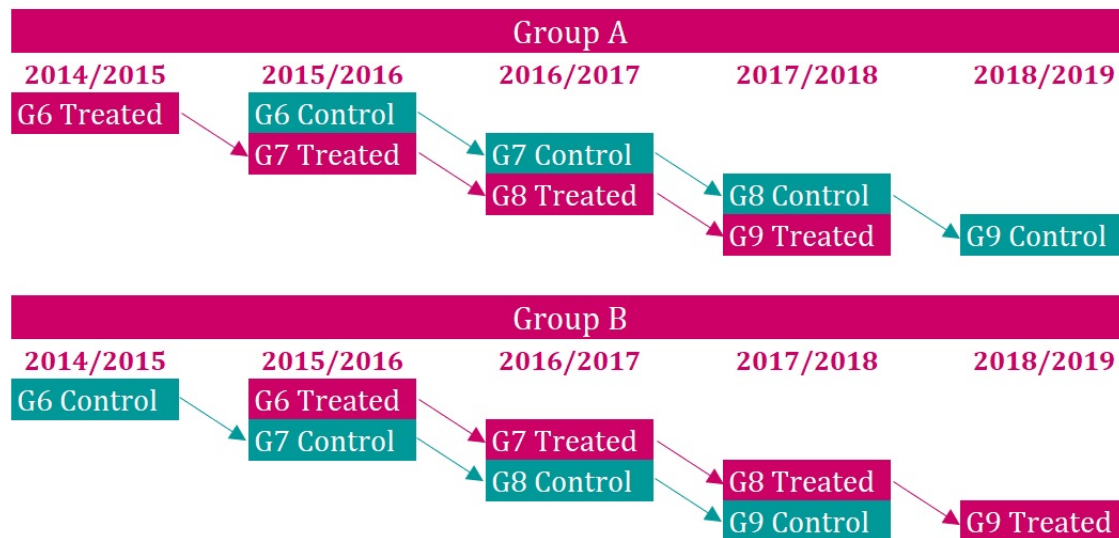 Group A
2014/2015 2015/2016 2016/2017 2017/2018 2018/2019
G6 Treated G6 Control
G7 Treated G7 Control
G8 Treated G8 Control
G9 Treated G9 Control
Group B
2014/2015 2015/2016 2016/2017 2017/2018 2018/2019
G6 Control G6 Treated
G7 Control G7 Treated
G8 Control G8 Treated
G9 Control G9 Treated